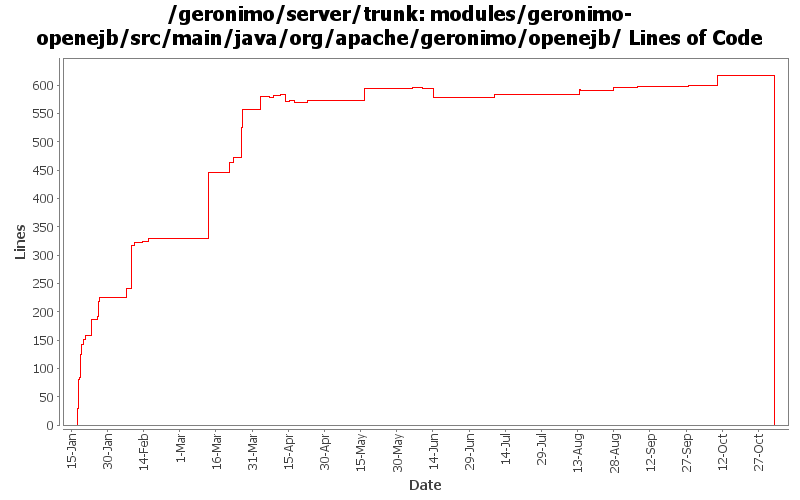 /geronimo/server/trunk: modules/geronimo-
openejb/src/main/java/org/apache/geronimo/openejb/ Lines of Code
600
550
500
450
400
350
300
250
200
150
100
50
0
Lines
15-Jan
30-Jan
14-Feb
1-Mar
16-Mar
31-Mar
15-Apr
30-Apr
15-May
30-May
14-Jun
29-Jun
14-Jul
29-Jul
13-Aug
28-Aug
12-Sep
27-Sep
12-Oct
27-Oct
Date